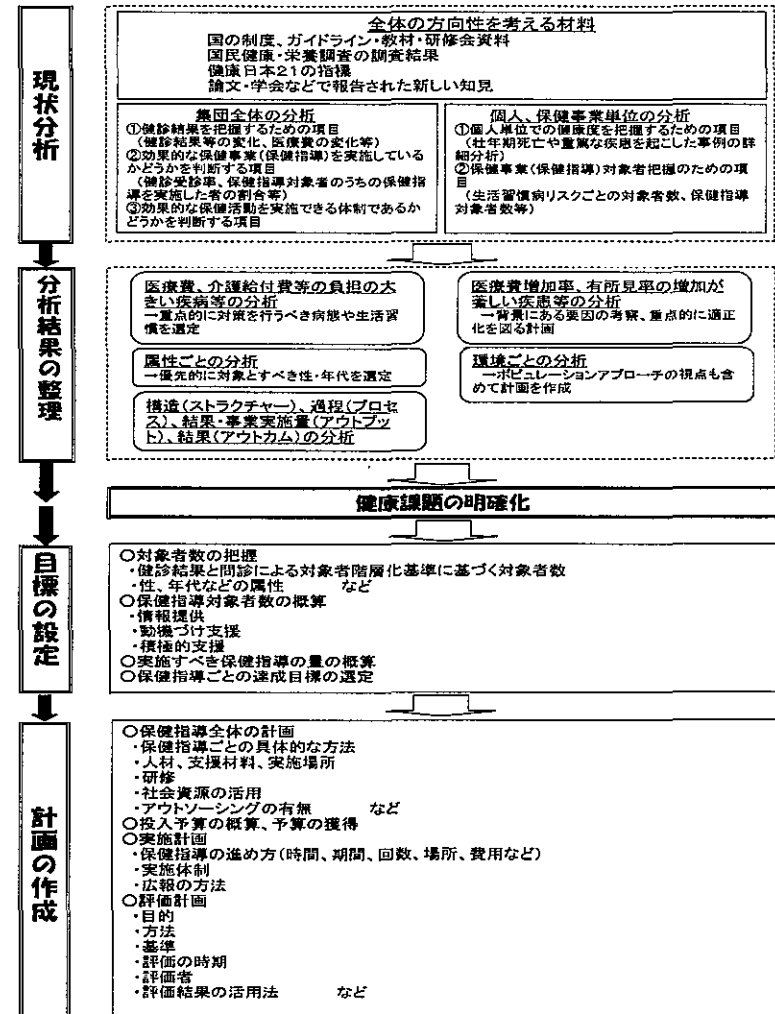 現状分析
全体の方向性を考える材料
国の制度、ガイドライン・教材・研修会資料
国民健康・栄養調査の調査結果
健康日本21の指標
論文・学会などで報告された新しい知見
集団全体の分析
①健診結果を把握するための項目
(健診結果等の変化、医療費の変化等)
②効果的な保健事業(保健指導)を実施しているかどうかを判断する項目
(健診受診率、保健指導対象者のうちの保健指導を実施した者の割合等)
③効果的な保健活動を実施できる体制であるかどうかを判断する項目
個人、保健事業単位の分析
①個人単位での健康度を把握するための項目
(壮年期死亡や重篤な疾患を起こした事例の詳細分析)
②保健事業(保健指導)対象者把握のための項目
(生活習慣病リスクごとの対象者数、保健指導対象者数等)
分析結果の整理
医療費、介護給付費等の負担の大きい疾病等の分析
→重点的に対策を行うべき病態や生活習慣を選定
医療費増加率、有所見率の増加が著しい疾患等の分析
→背景にある要因の考察、重点的に適正化を図る計画
属性ごとの分析
→優先的に対象とすべき性・年代を選定
環境ごとの分析
→ポピュレーションアプローチの視点も含めて計画を作成
構造(ストラクチャー)、過程(プロセス)、結果・事業実施量(アウトプット)、結果(アウトカム)の分析
健康課題の明確化
目標の設定
○対象者数の把握
・健診結果と問診による対象者階層化基準に基づく対象者数
・性、年代などの属性 など
○保健指導対象者数の概算
・情報提供
・動機づけ支援
・積極的支援
○実施すべき保健指導の量の概算
○保健指導ごとの達成目標の選定
計画の作成
○保健指導全体の計画
・保健指導ごとの具体的な方法
・人材、支援材料、実施場所
・研修
・社会資源の活用
・アウトソーシングの有無 など
○投入予算の概算、予算の獲得
○実施計画
・保健指導の進め方(時間、期間、回数、場所、費用など)
・実施体制
・広報の方法
○評価計画
・目的
・方法
・基準
・評価の時期
・評価者
・評価結果の活用法 など